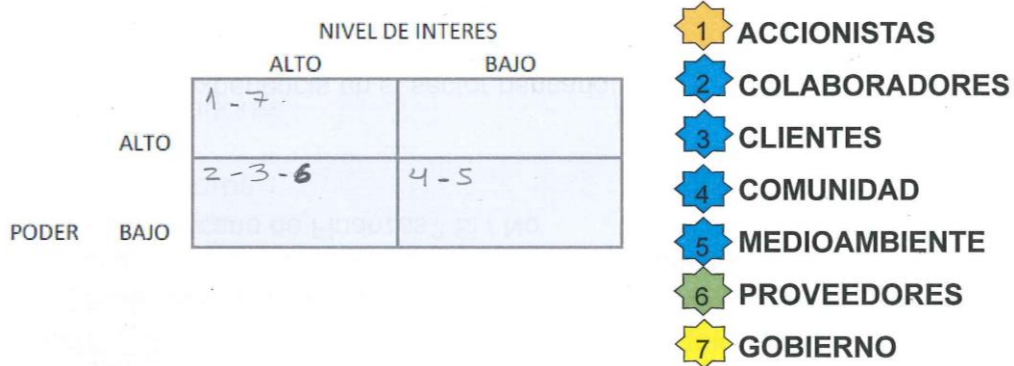 NIVEL DE INTERES
ALTO BAJO
1-7.
ALTO
2-3-6 4-5
PODER BAJO
1 ACCIONISTAS
2 COLABORADORES
3 CLIENTES
4 COMUNIDAD
5 MEDIOAMBIENTE
6 PROVEEDORES
7 GOBIERNO